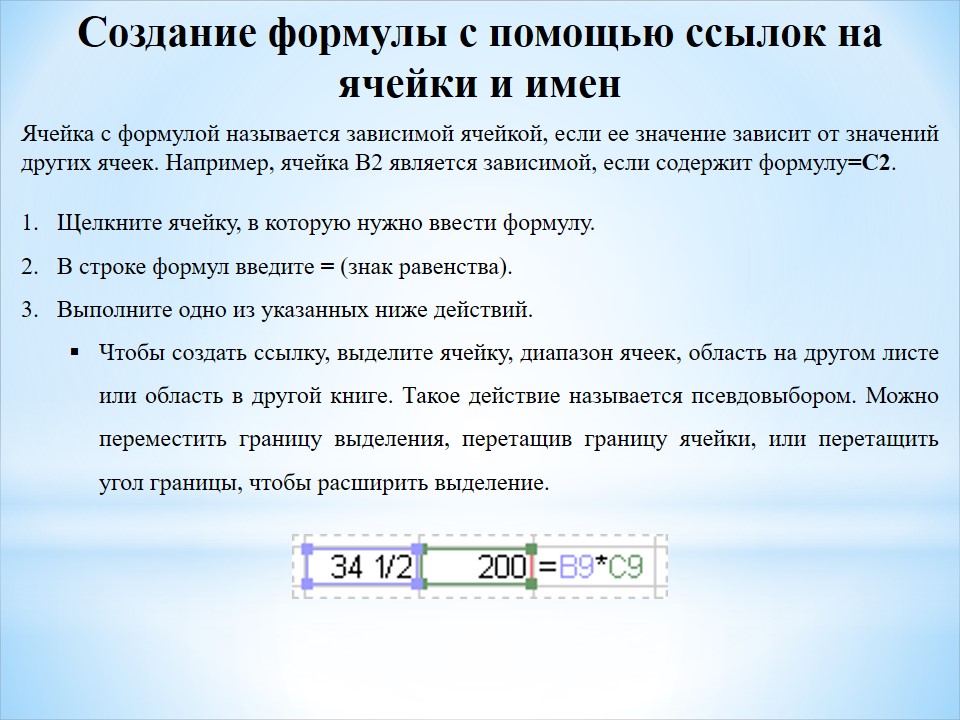 Создание формулы с помощью ссылок на
ячейки и имен
Ячейка с формулой называется зависимой ячейкой, если ее значение зависит от значений
других ячеек. Например, ячейка B2 является зависимой, если содержит формулу=C2.
1. Щелкните ячейку, в которую нужно ввести формулу.
2. В строке формул введите = (знак равенства).
3. Выполните одно из указанных ниже действий.
▪ Чтобы создать ссылку, выделите ячейку, диапазон ячеек, область на другом листе
или область в другой книге. Такое действие называется псевдовыбором. Можно
переместить границу выделения, перетащив границу ячейки, или перетащить
угол границы, чтобы расширить выделение.
34 1/2 200 =B9*C9